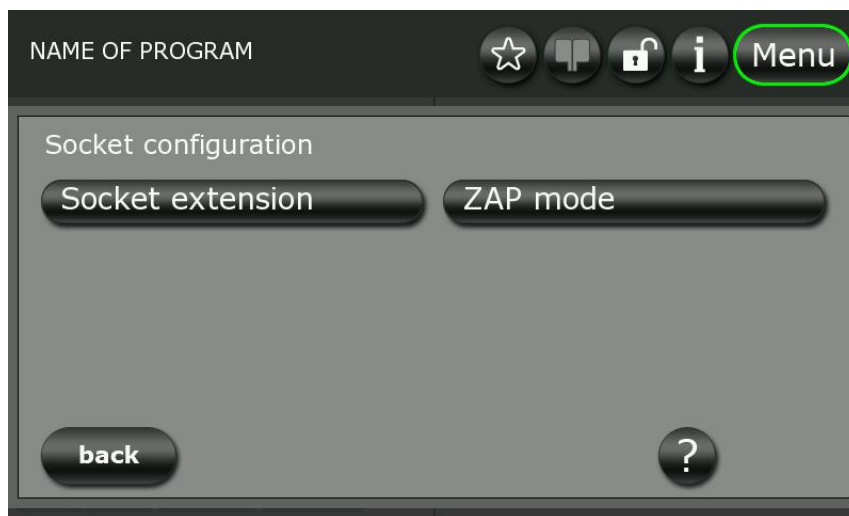 NAME OF PROGRAM
i
Menu
Socket configuration
Socket extension
ZAP mode
back
?